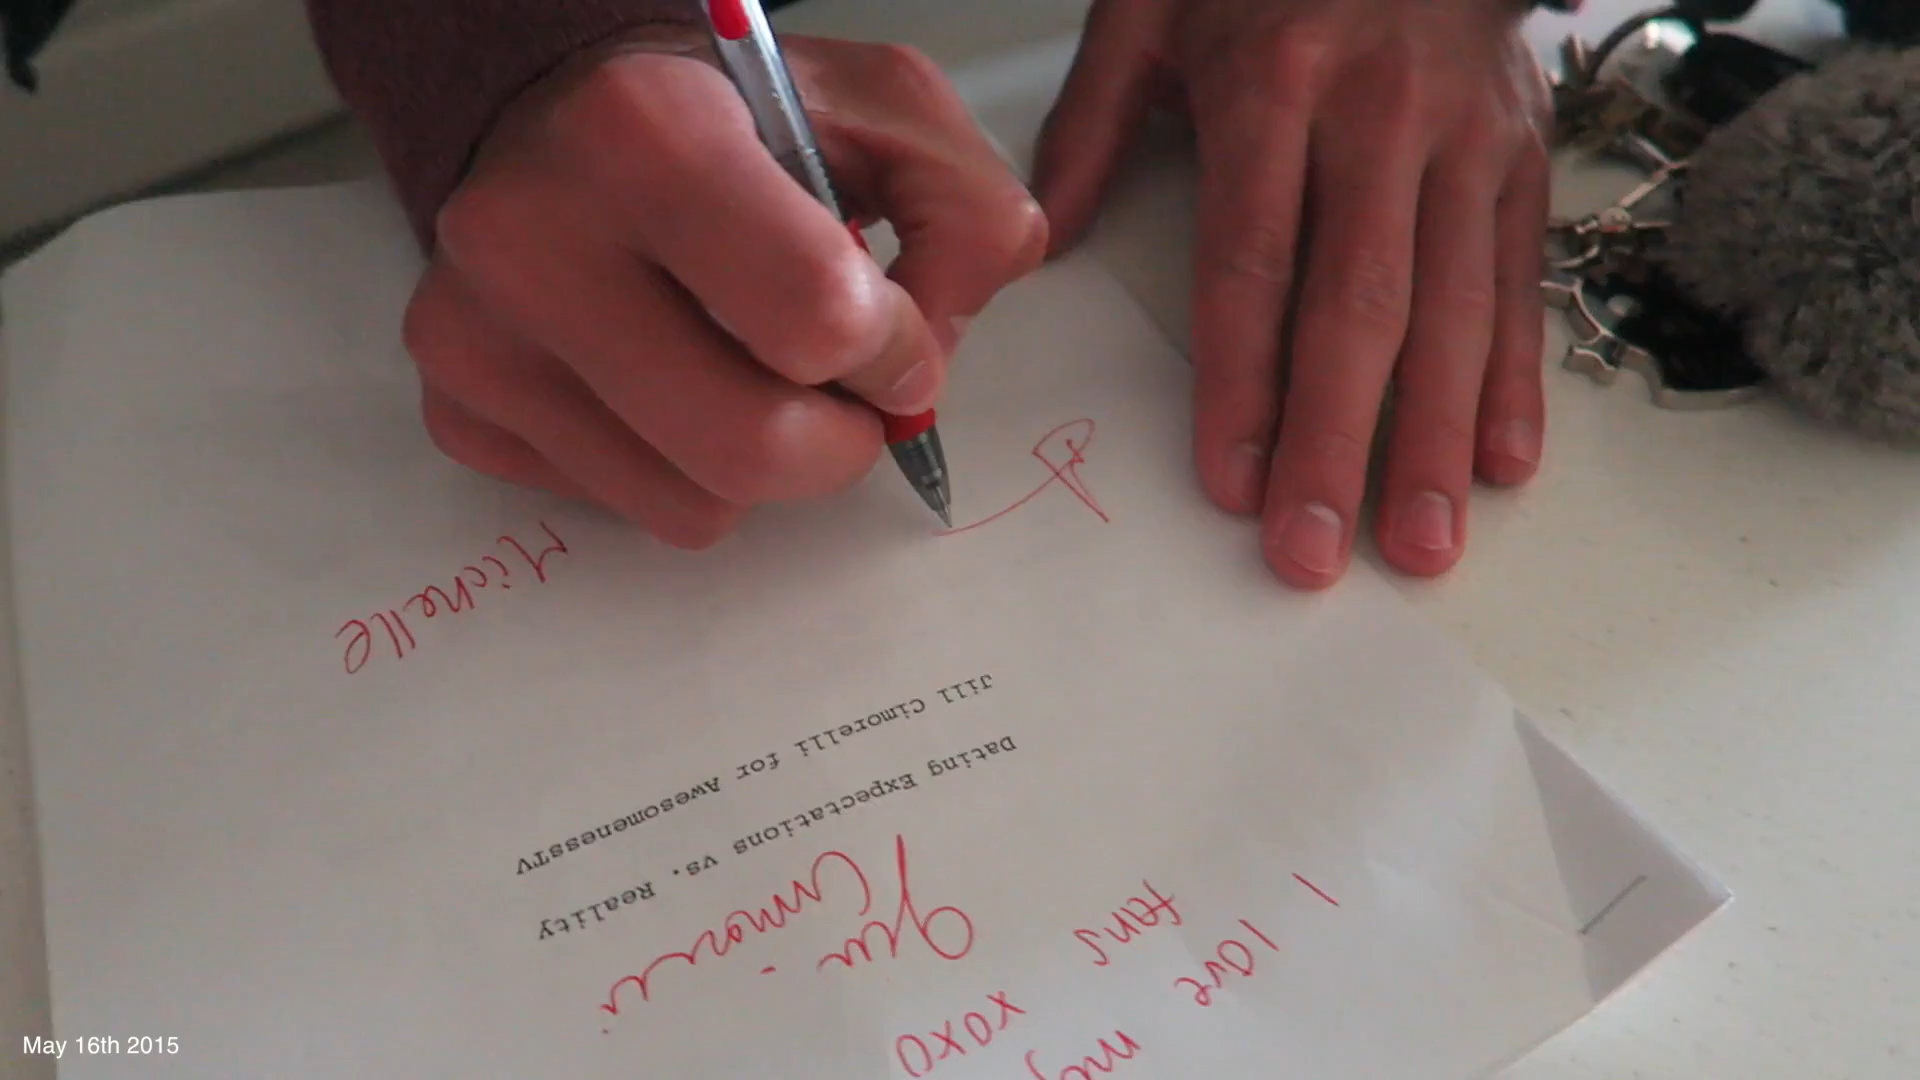 I love my
fans xoxo
Jill
Cimorelli
Dating Expectations vs. Reality
Jill Cimorelli for AwesomenessTV
Michelle
May 16th 2015